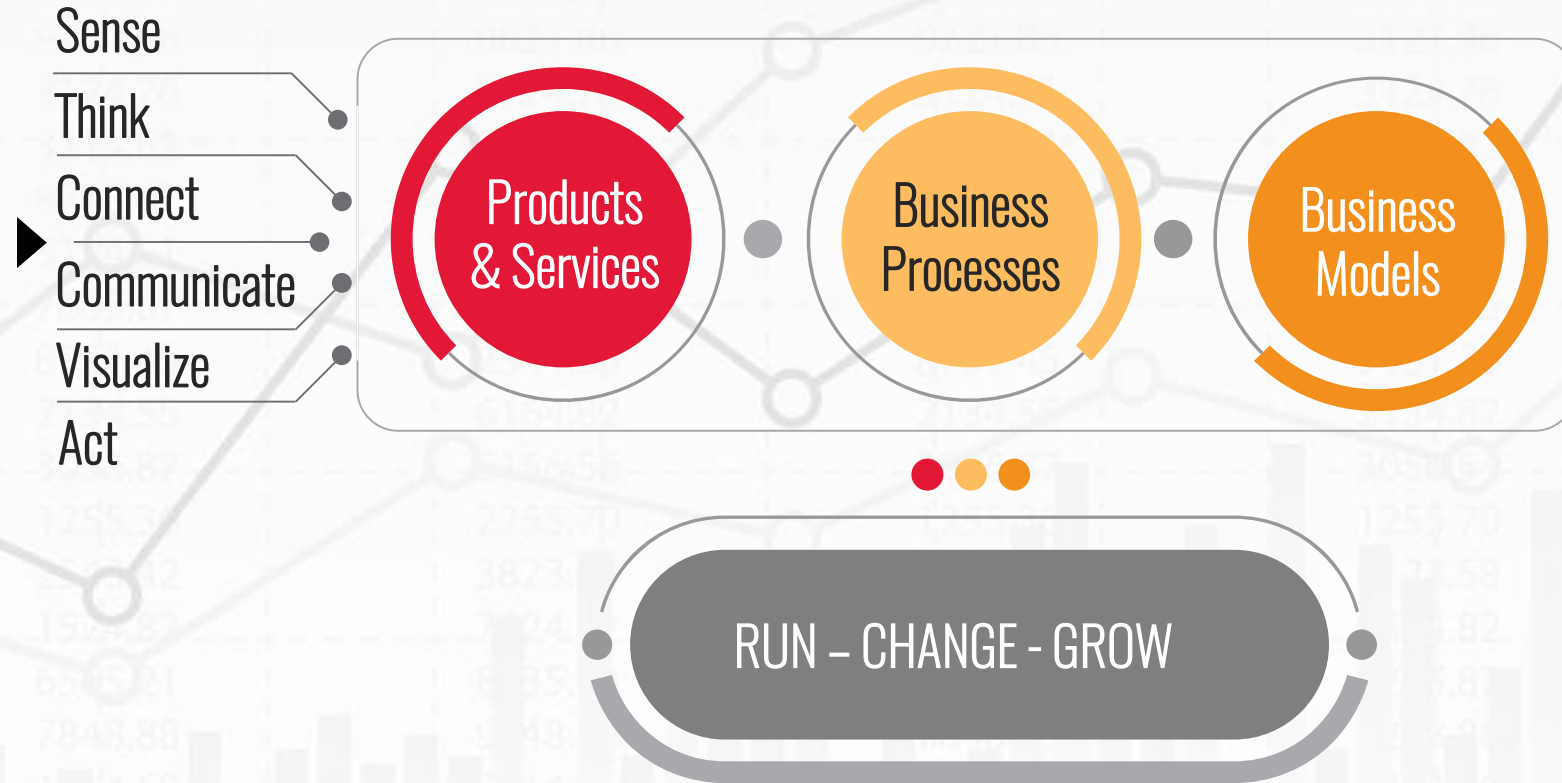 Sense
Think
Connect
Communicate
Visualize
Act
Products
& Services
Business
Processes
Business
Models
RUN – CHANGE - GROW